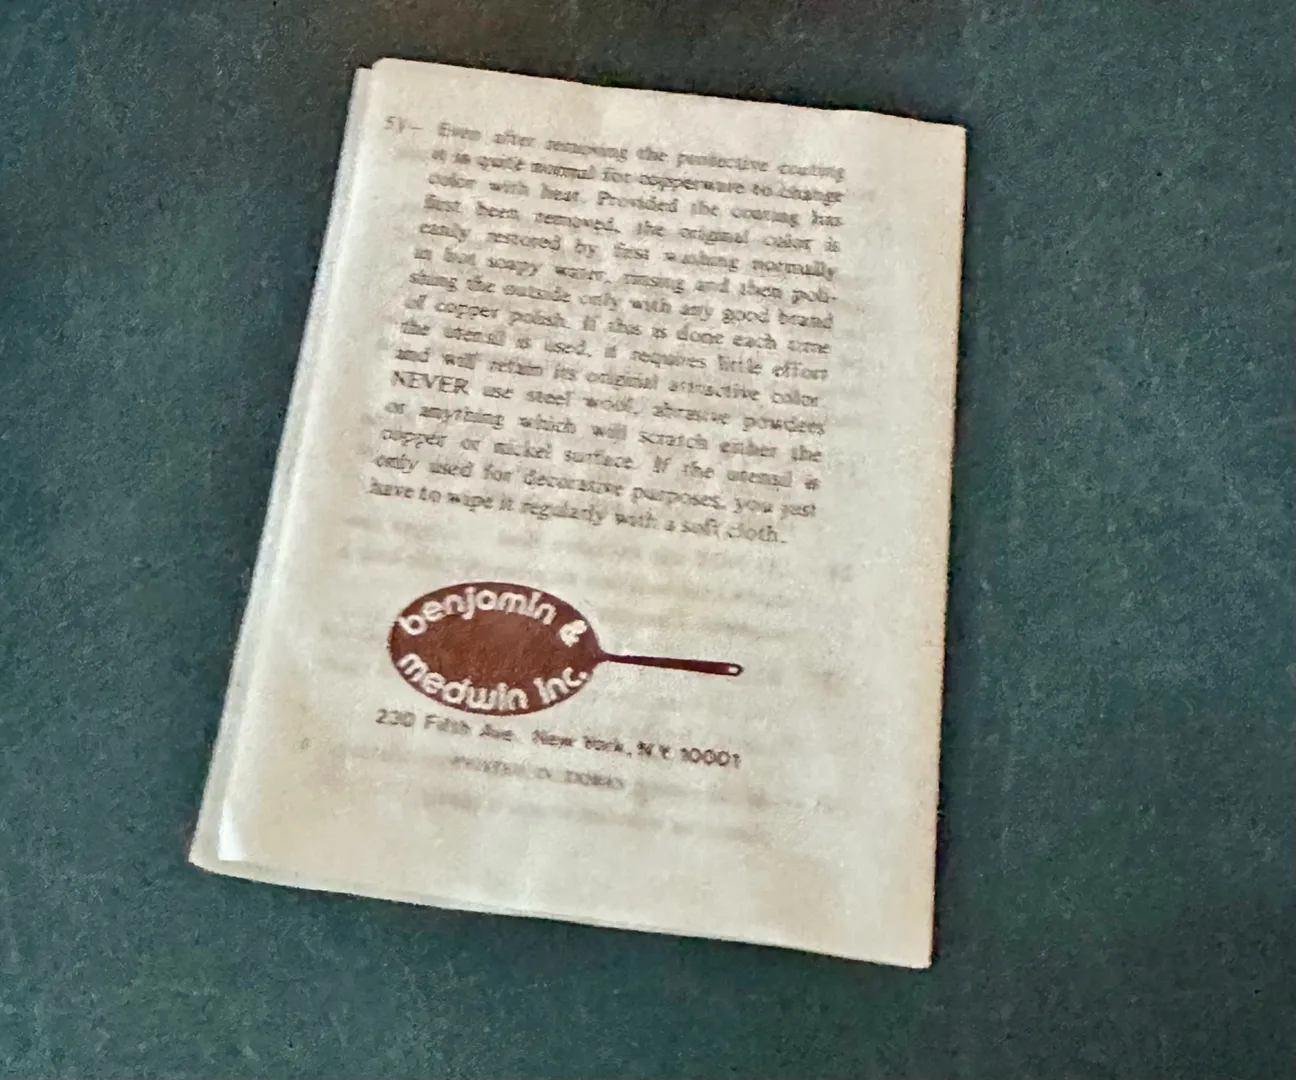 5)– Even after removing the protective coating
it is quite normal for copperware to change
color with heat. Provided the coating has
first been removed, the original color is
easily restored by first washing normally
in hot soapy water, rinsing and then poli-
shing the outside only with any good brand
of copper polish. If this is done each time
the utensil is used, it requires little effort
and will retain its original attractive color.
NEVER use steel wool, abrasive powders
or anything which will scratch either the
copper or nickel surface. If the utensil is
only used for decorative purposes, you just
have to wipe it regularly with a soft cloth.
benjamin &
medwin inc.
230 Fifth Ave. New York, N.Y. 10001
PRINTED IN